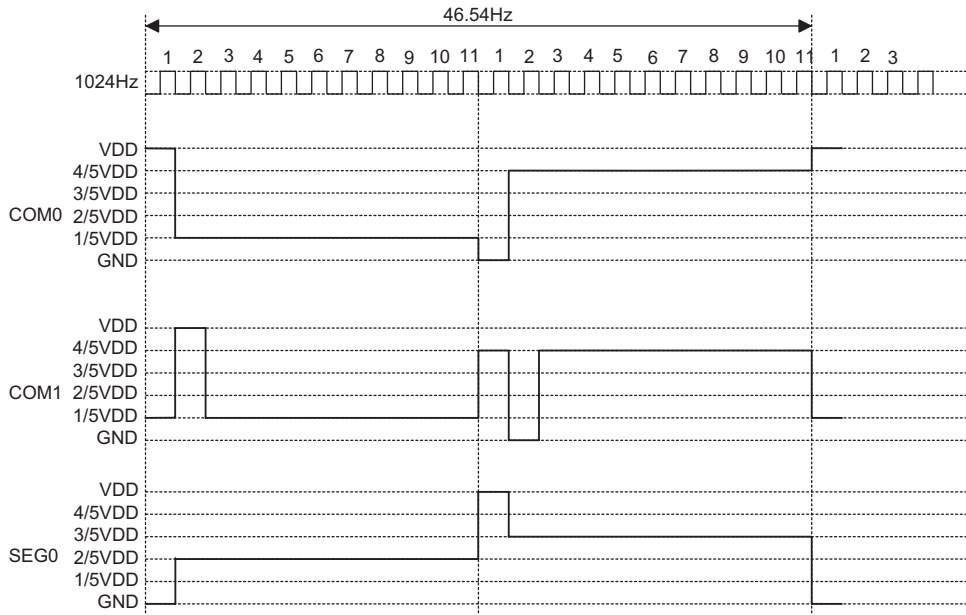 46.54Hz
1 2 3 4 5 6 7 8 9 10 11 1 2 3 4 5 6 7 8 9 10 11 1 2 3
1024Hz
VDD
4/5VDD
3/5VDD
COM0 2/5VDD
1/5VDD
GND
VDD
4/5VDD
3/5VDD
COM1 2/5VDD
1/5VDD
GND
VDD
4/5VDD
3/5VDD
SEG0 2/5VDD
1/5VDD
GND